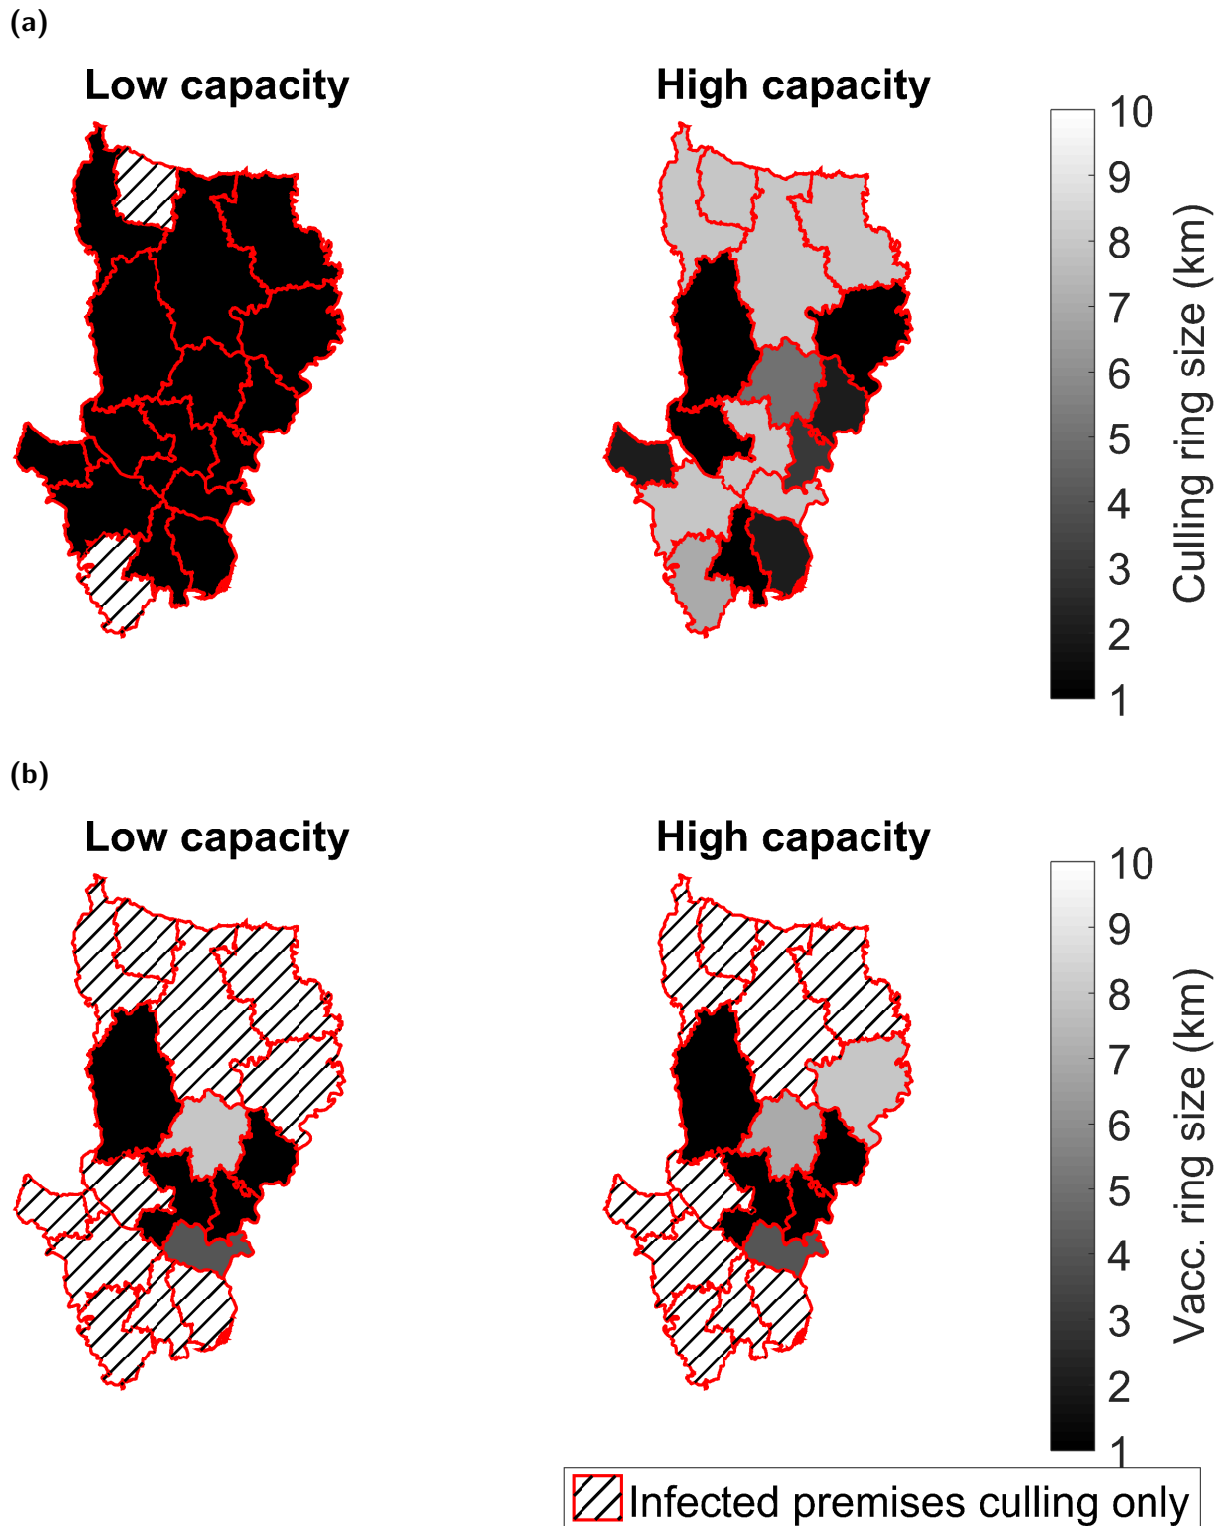 (a)
Low capacity
High capacity
10
9
8
7
6
5
4
3
2
1
Culling ring size (km)
(b)
Low capacity
High capacity
10
9
8
7
6
5
4
3
2
1
Vacc. ring size (km)
Infected premises culling only